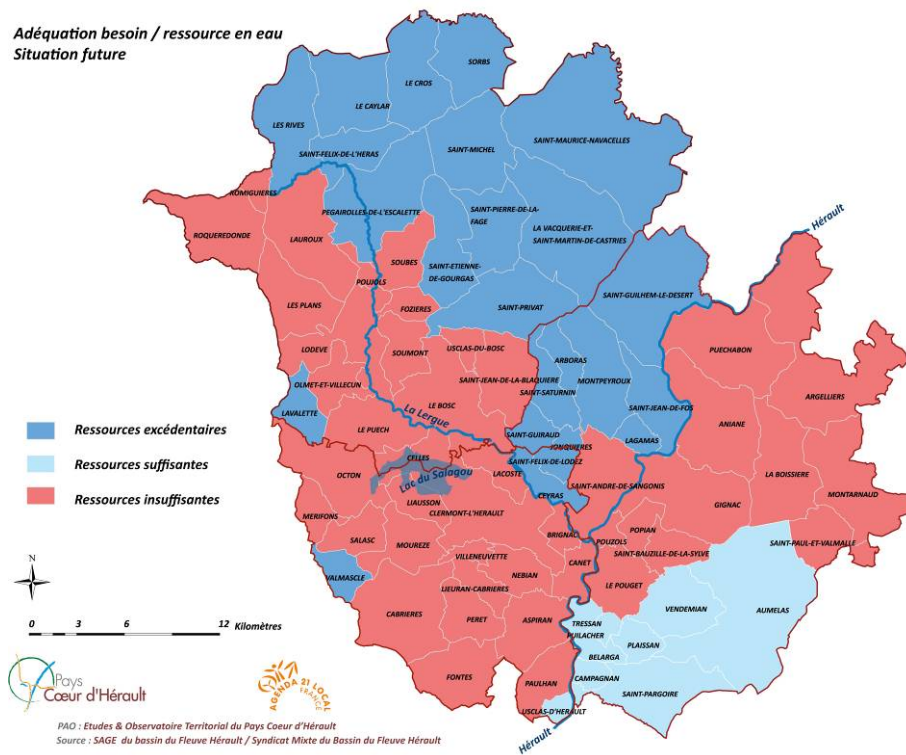 Adéquation besoin / ressource en eau
Situation future
SORBS
LE CROS
LE CAYLAR
LES RIVES
SAINT-MAURICE-NAVACELLES
SAINT-FELIX-DE-L'HERAS
SAINT-MICHEL
ROMIGUIERES
PEGAIROLLES-DE-L'ESCALETTE
SAINT-PIERRE-DE-LA-
FAGE
LA VACQUERIE-ET-
SAINT-MARTIN-DE-CASTRIES
Hérault
ROQUEREDONDE
LAUROUX
SOUBES
SAINT-ETIENNE-
DE-GOURGAS
POUJOLS
SAINT-GUILHEM-LE-DESERT
LES PLANS
FOZIERES
SAINT-PRIVAT
LODEVE
SOUMONT
USCLAS-DU-BOSC
ARBORAS
PUECHABON
OLMET-ET-VILLECUN
SAINT-JEAN-DE-LA-BLAQUIERE
MONTPEYROUX
SAINT-SATURNIN
ARGELLIERS
LAVALETTE
LE BOSC
SAINT-JEAN-DE-FOS
La Lergue
ANIANE
LE PUECH
SAINT-GUIRAUD
LAGAMAS
JONQUIERES
CELLES
SAINT-FELIX-DE-LODEZ
OCTON
Lac du Salagou
LACOSTE
SAINT-ANDRE-DE-SANGONIS
LA BOISSIERE
LIAUSSON
CEYRAS
MONTARNAUD
MERIFONS
CLERMONT-L'HERAULT
GIGNAC
POPIAN
SALASC
BRIGNAC
POUZOLS
SAINT-PAUL-ET-VALMALLE
MOUREZE
SAINT-BAUZILLE-DE-LA-SYLVE
VILLENEUVETTE
CANET
VALMASCLE
NEBIAN
LE POUGET
LIEURAN-CABRIERES
VENDEMIAN
CABRIERES
AUMELAS
PERET
ASPIRAN
TRESSAN
PUILACHER
PLAISSAN
BELARGA
FONTES
CAMPAGNAN
PAULHAN
SAINT-PARGOIRE
USCLAS-D'HERAULT
Hérault
Ressources excédentaires
Ressources suffisantes
Ressources insuffisantes
N
0 3 6 12 Kilomètres
Pays
Cœur d'Hérault
AGENDA 21 LOCAL
FRANCE
PAO : Etudes & Observatoire Territorial du Pays Coeur d'Hérault
Source : SAGE du bassin du Fleuve Hérault / Syndicat Mixte du Bassin du Fleuve Hérault